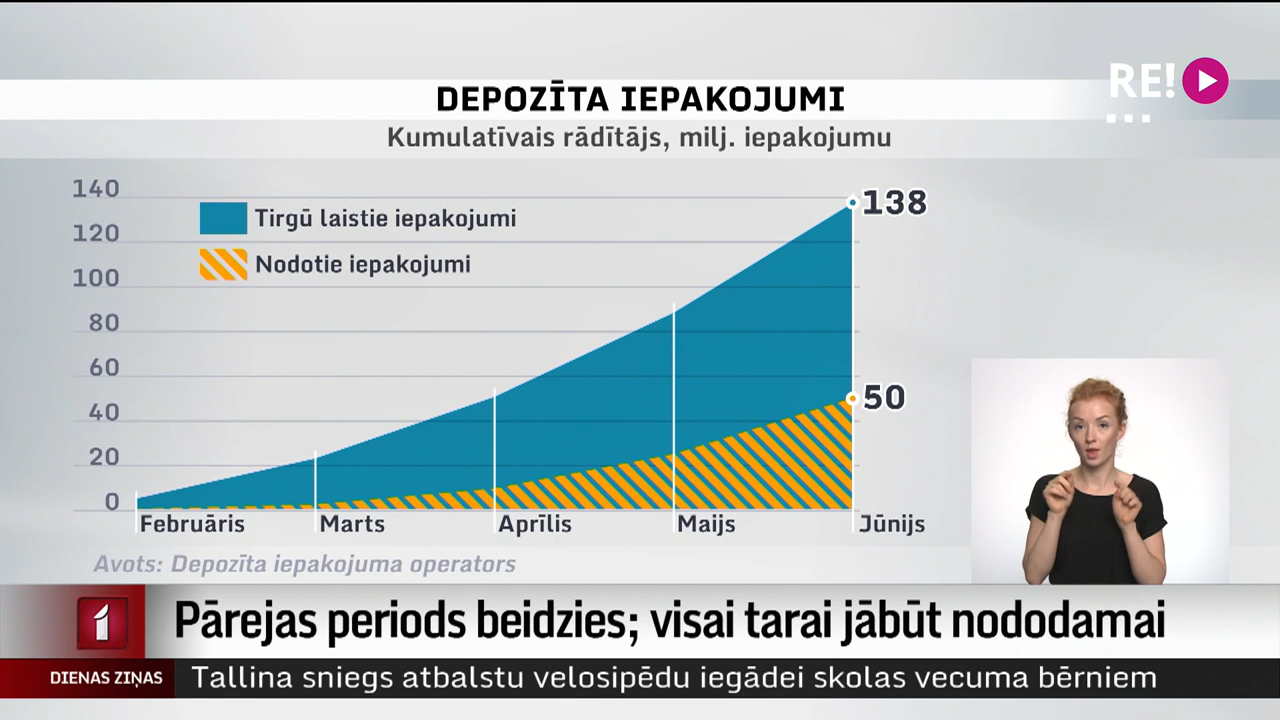 DEPOZĪTA IEPAKOJUMI
RE!
Kumulatīvais rādītājs, milj. iepakojumu
140
138
Tirgū laistie iepakojumi
120
Nodotie iepakojumi
100
80
60
50
40
20
0
Februāris
Marts
Aprīlis
Maijs
Jūnijs
Avots: Depozīta iepakojuma operators
1
Pārejas periods beidzies; visai tarai jābūt nododamai
DIENAS ZIŅAS
Tallina sniegs atbalstu velosipēdu iegādei skolas vecuma bērniem